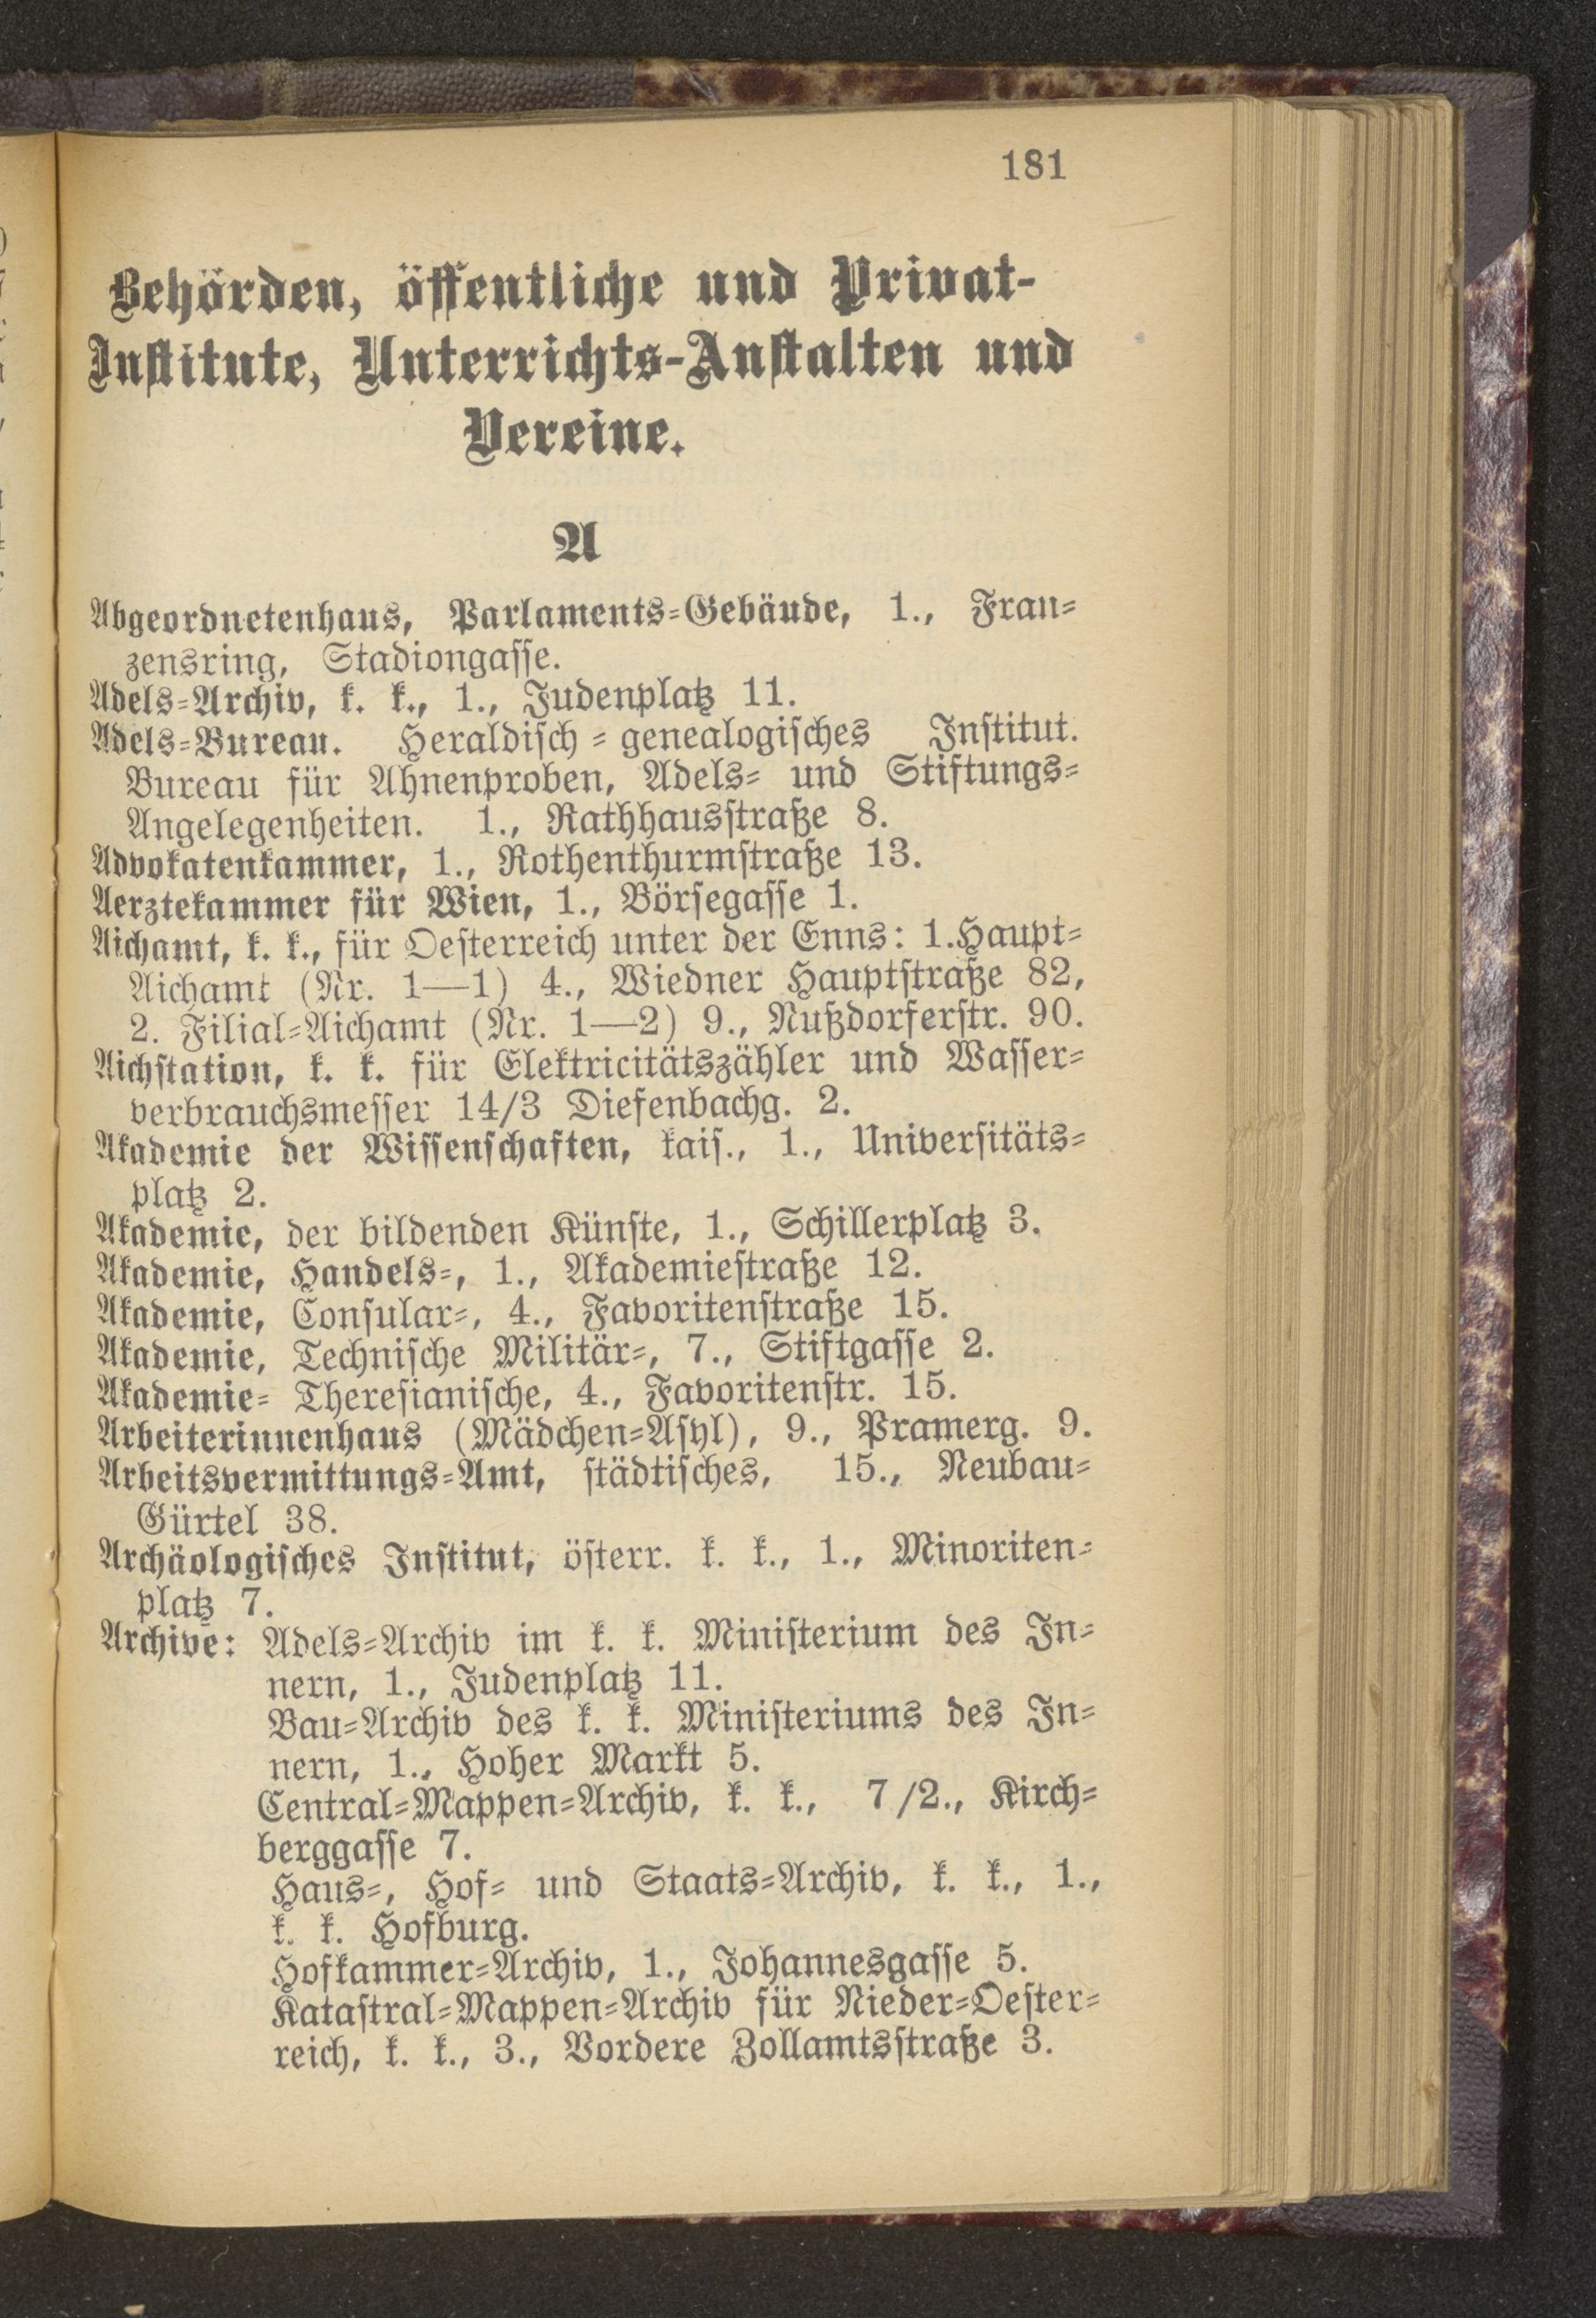 181
Behörden, öffentliche und Privat-
Institute, Unterrichts-Anstalten und
Vereine.
A
Abgeordnetenhaus, Parlaments=Gebäude, 1., Fran=
zensring, Stadiongasse.
Adels=Archiv, k. k., 1., Judenplatz 11.
Adels=Bureau. Heraldisch = genealogisches Institut.
Bureau für Ahnenproben, Adels= und Stiftungs=
Angelegenheiten. 1., Rathhausstraße 8.
Advokatenkammer, 1., Rothenthurmstraße 13.
Aerztekammer für Wien, 1., Börsegasse 1.
Aichamt, k. k., für Oesterreich unter der Enns: 1.Haupt=
Aichamt (Nr. 1—1) 4., Wiedner Hauptstraße 82,
2. Filial=Aichamt (Nr. 1—2) 9., Nußdorferstr. 90.
Aichstation, k. k. für Elektricitätszähler und Wasser=
verbrauchsmesser 14/3 Diefenbachg. 2.
Akademie der Wissenschaften, kais., 1., Universitäts=
platz 2.
Akademie, der bildenden Künste, 1., Schillerplatz 3.
Akademie, Handels=, 1., Akademiestraße 12.
Akademie, Consular=, 4., Favoritenstraße 15.
Akademie, Technische Militär=, 7., Stiftgasse 2.
Akademie= Theresianische, 4., Favoritenstr. 15.
Arbeiterinnenhaus (Mädchen=Asyl), 9., Pramerg. 9.
Arbeitsvermittungs=Amt, städtisches, 15., Neubau=
Gürtel 38.
Archäologisches Institut, österr. k. k., 1., Minoriten=
platz 7.
Archive: Adels=Archiv im k. k. Ministerium des In=
nern, 1., Judenplatz 11.
Bau=Archiv des k. k. Ministeriums des In=
nern, 1., Hoher Markt 5.
Central=Mappen=Archiv, k. k., 7/2., Kirch=
berggasse 7.
Haus=, Hof= und Staats=Archiv, k. k., 1.,
k. k. Hofburg.
Hofkammer=Archiv, 1., Johannesgasse 5.
Katastral=Mappen=Archiv für Nieder=Oester=
reich, k. k., 3., Vordere Zollamtsstraße 3.